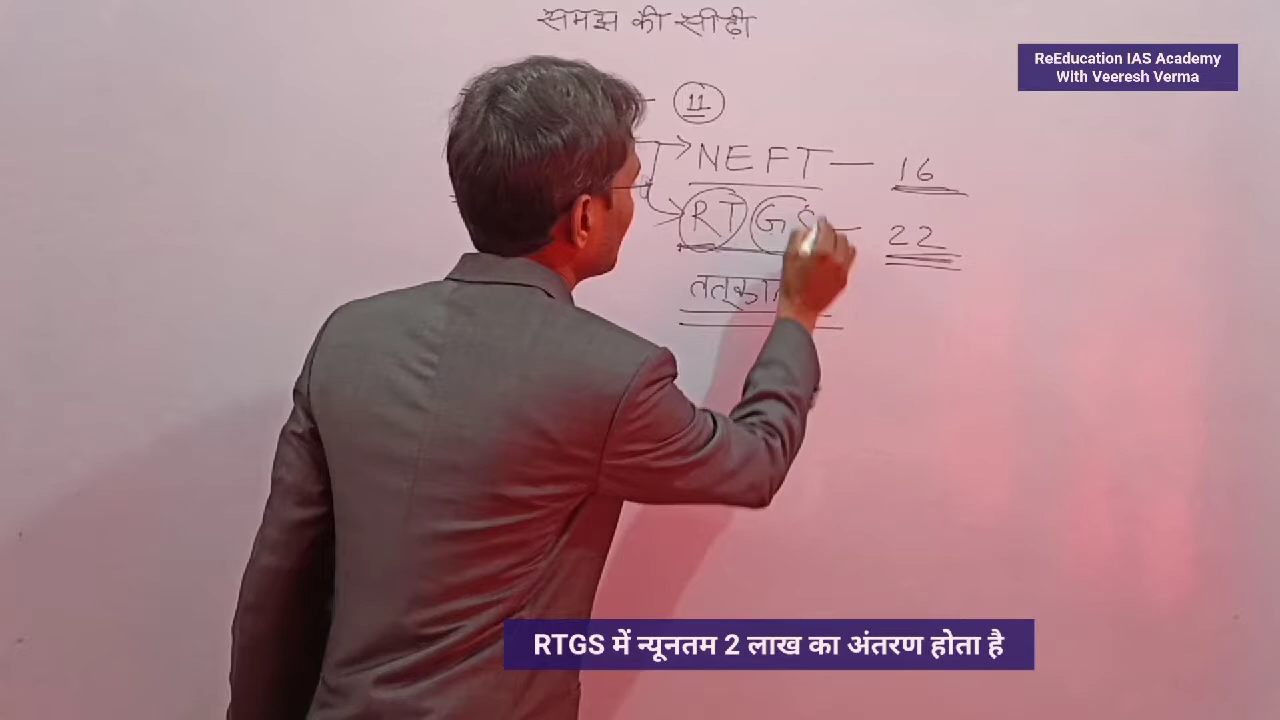 समझ की सीढ़ी
ReEducation IAS Academy
With Veeresh Verma
11
NEFT — 16
RTGS — 22
RTGS में न्यूनतम 2 लाख का अंतरण होता है